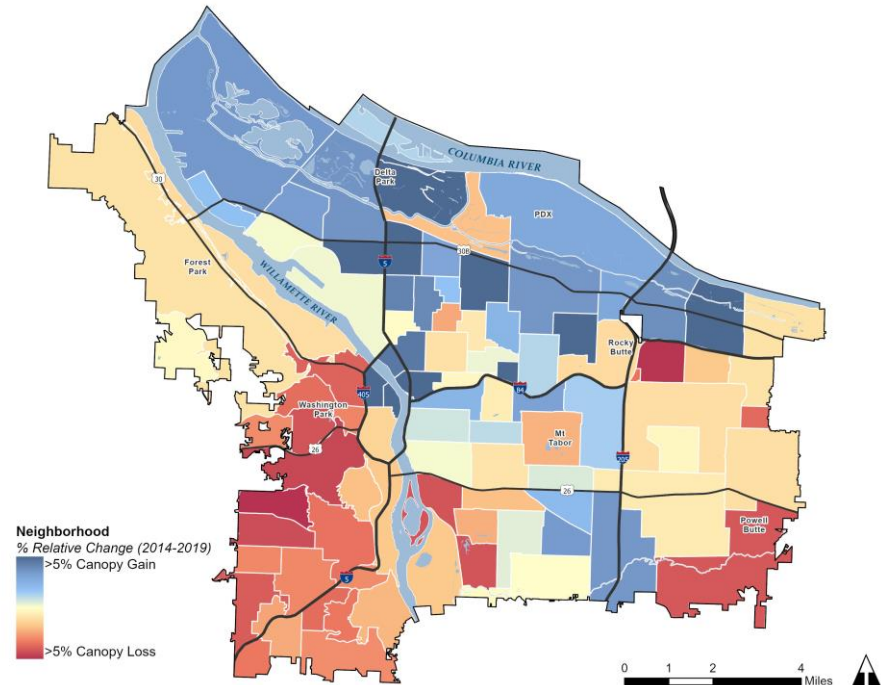 COLUMBIA RIVER
Delta
Park
30
PDX
30B
5
Forest
Park
WILLAMETTE RIVER
Rocky
Butte
84
405
Washington
Park
Mt
Tabor
26
205
26
Powell
Butte
Neighborhood
% Relative Change (2014-2019)
>5% Canopy Gain
>5% Canopy Loss
5
0 1 2 4
Miles
N